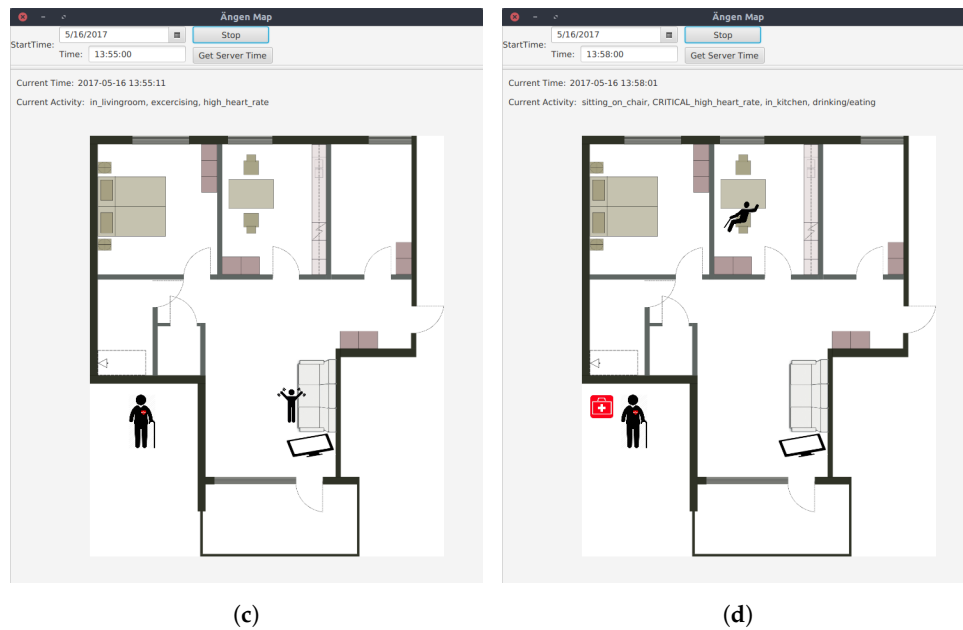 Ängen Map
StartTime:
5/16/2017
Stop
Time:
13:55:00
Get Server Time
Current Time: 2017-05-16 13:55:11
Current Activity: in_livingroom, excercising, high_heart_rate
(c)
Ängen Map
StartTime:
5/16/2017
Stop
Time:
13:58:00
Get Server Time
Current Time: 2017-05-16 13:58:01
Current Activity: sitting_on_chair, CRITICAL_high_heart_rate, in_kitchen, drinking/eating
(d)